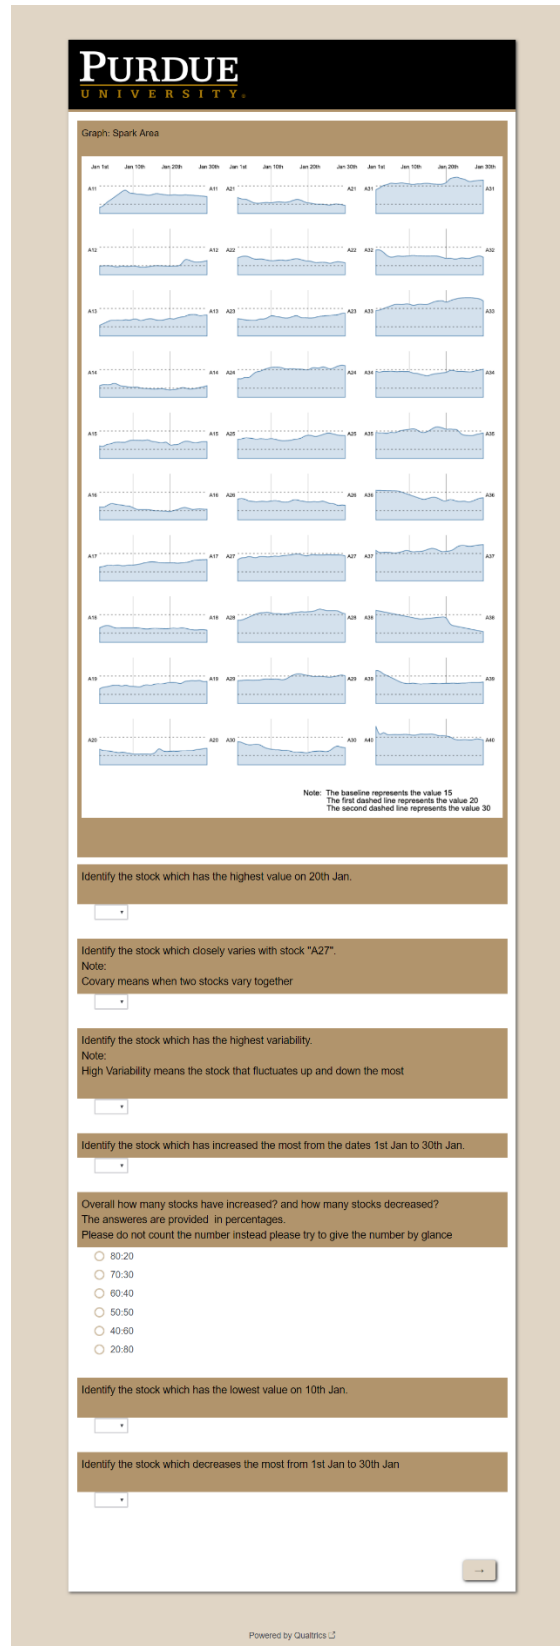 PURDUE
UNIVERSITY®
Graph: Spark Area
Jan 1st Jan 10th Jan 20th Jan 30th Jan 1st Jan 10th Jan 20th Jan 30th Jan 1st Jan 10th Jan 20th Jan 30th
A11 A11 A21 A21 A31 A31
A12 A12 A22 A22 A32 A32
A13 A13 A23 A23 A33 A33
A14 A14 A24 A24 A34 A34
A15 A15 A25 A25 A35 A35
A16 A16 A26 A26 A36 A36
A17 A17 A27 A27 A37 A37
A18 A18 A28 A28 A38 A38
A19 A19 A29 A29 A39 A39
A20 A20 A30 A30 A40 A40
Note: The baseline represents the value 15
The first dashed line represents the value 20
The second dashed line represents the value 30
Identify the stock which has the highest value on 20th Jan.
Identify the stock which closely varies with stock "A27".
Note:
Covary means when two stocks vary together
Identify the stock which has the highest variability.
Note:
High Variability means the stock that fluctuates up and down the most
Identify the stock which has increased the most from the dates 1st Jan to 30th Jan.
Overall how many stocks have increased? and how many stocks decreased?
The answeres are provided in percentages.
Please do not count the number instead please try to give the number by glance
80:20
70:30
60:40
50:50
40:60
20:80
Identify the stock which has the lowest value on 10th Jan.
Identify the stock which decreases the most from 1st Jan to 30th Jan
→
Powered by Qualtrics